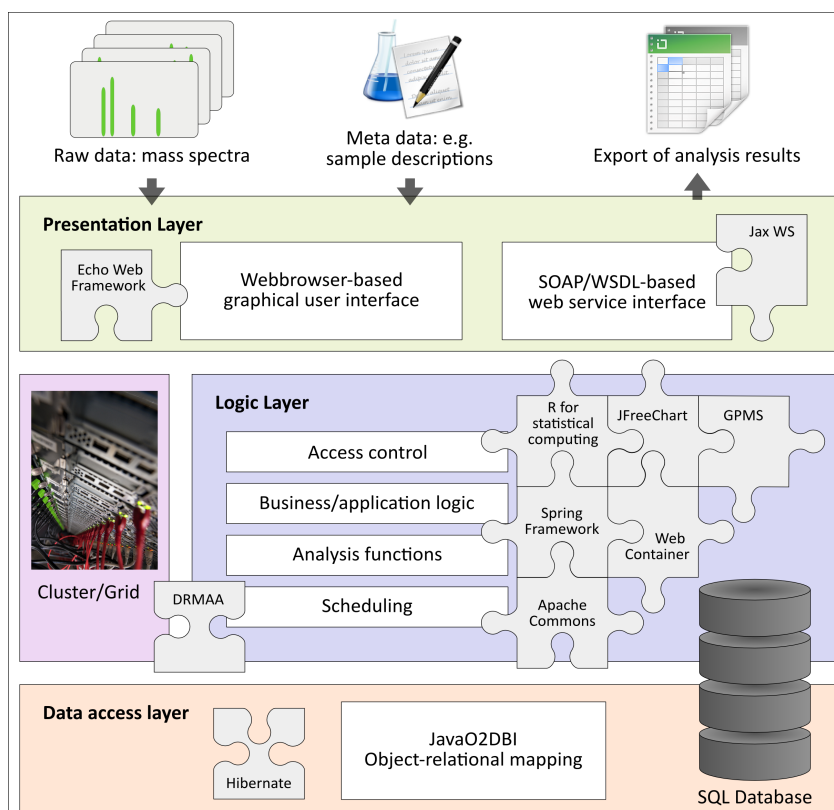 Raw data: mass spectra
Meta data: e.g.
sample descriptions
Export of analysis results
Presentation Layer
Echo Web
Framework
Webbrowser-based
graphical user interface
SOAP/WSDL-based
web service interface
Jax WS
Cluster/Grid
Logic Layer
Access control
Business/application logic
Analysis functions
Scheduling
DRMAA
R for
statistical
computing
JFreeChart
GPMS
Spring
Framework
Web
Container
Apache
Commons
Data access layer
Hibernate
JavaO2DBI
Object-relational mapping
SQL Database